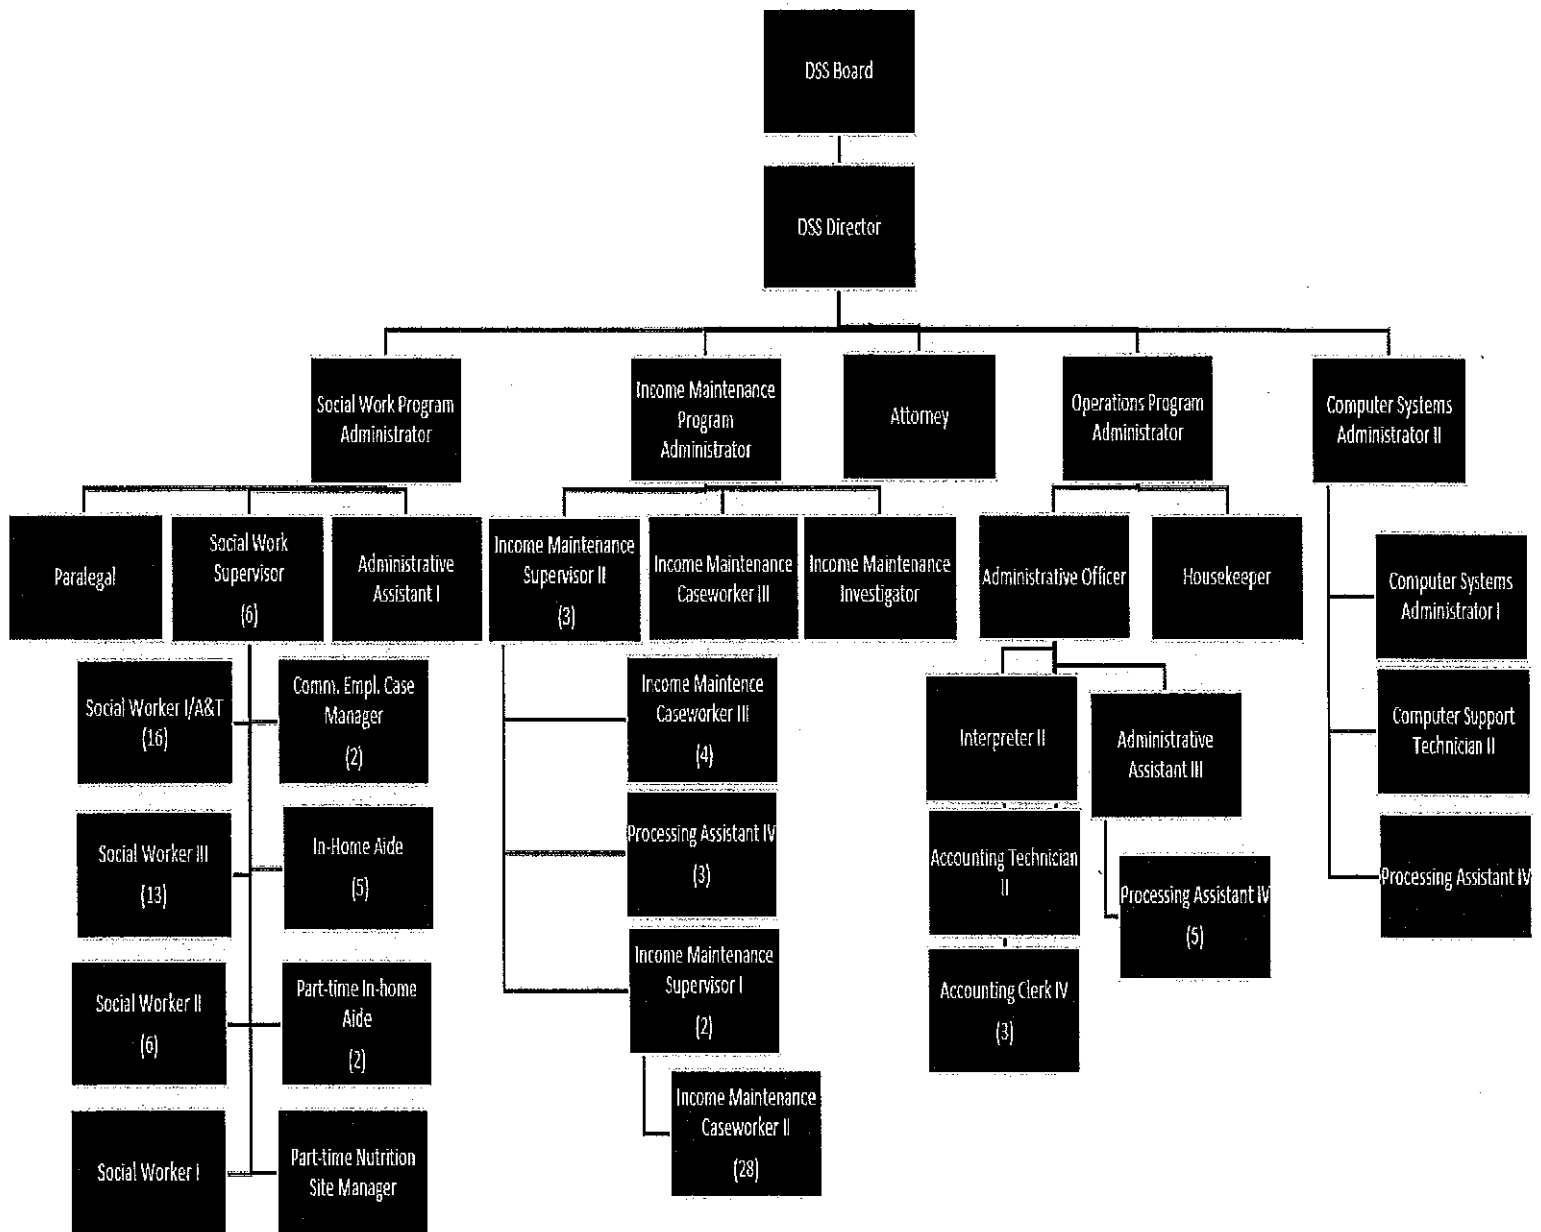 DSS Board
DSS Director
Social Work Program
Administrator
Income Maintenance
Program
Administrator
Attorney
Operations Program
Administrator
Computer Systems
Administrator II
Paralegal
Social Work
Supervisor
(6)
Administrative
Assistant I
Income Maintenance
Supervisor II
(3)
Income Maintenance
Caseworker III
Income Maintenance
Investigator
Administrative Officer
Housekeeper
Computer Systems
Administrator I
Social Worker I/A&T
(16)
Comm. Empl. Case
Manager
(2)
Income Maintence
Caseworker III
(4)
Interpreter II
Administrative
Assistant III
Computer Support
Technician II
Social Worker III
(13)
In-Home Aide
(5)
Processing Assistant IV
(3)
Accounting Technician
II
Processing Assistant IV
(5)
Processing Assistant IV
Social Worker II
(6)
Part-time In-home
Aide
(2)
Income Maintenance
Supervisor I
(2)
Accounting Clerk IV
(3)
Social Worker I
Part-time Nutrition
Site Manager
Income Maintenance
Caseworker II
(28)